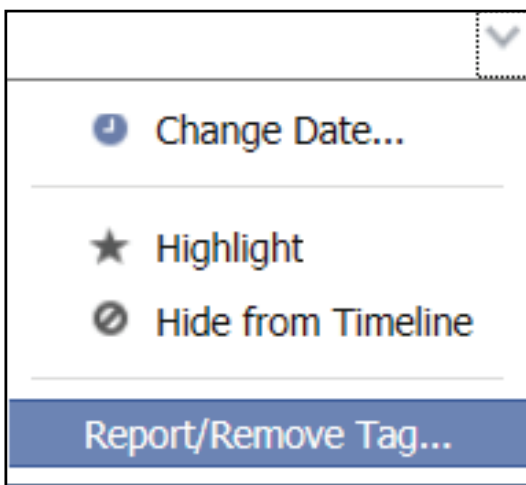 Change Date...
Highlight
Hide from Timeline
Report/Remove Tag...